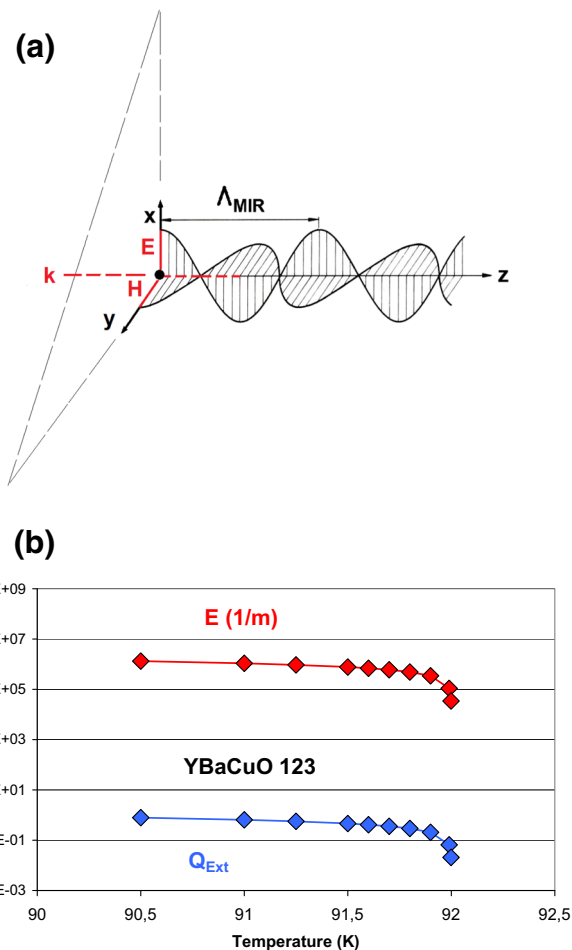 (a)
Λ_MIR
x
E
k
H
z
y
(b)
E+09
E (1/m)
E+07
E+05
E+03
YBaCuO 123
E+01
E-01
Q_Ext
E-03
90 90,5 91 91,5 92 92,5
Temperature (K)